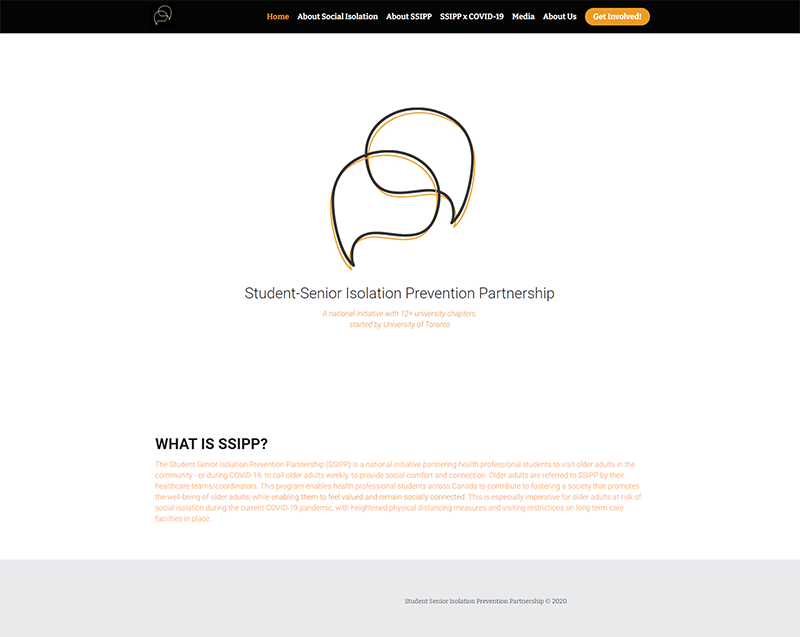 Home About Social Isolation About SSIPP SSIPP x COVID-19 Media About Us Get Involved!
Student-Senior Isolation Prevention Partnership
A national initiative with 12+ university chapters,
started by University of Toronto
WHAT IS SSIPP?
The Student Senior Isolation Prevention Partnership (SSIPP) is a national initiative partnering health professional students to visit older adults in the
community - or during COVID-19, to call older adults weekly, to provide social comfort and connection. Older adults are referred to SSIPP by their
healthcare teams/coordinators. This program enables health professional students across Canada to contribute to fostering a society that promotes
the well-being of older adults, while enabling them to feel valued and remain socially connected. This is especially imperative for older adults at risk of
social isolation during the current COVID-19 pandemic, with heightened physical distancing measures and visiting restrictions on long term care
facilities in place.
Student Senior Isolation Prevention Partnership © 2020